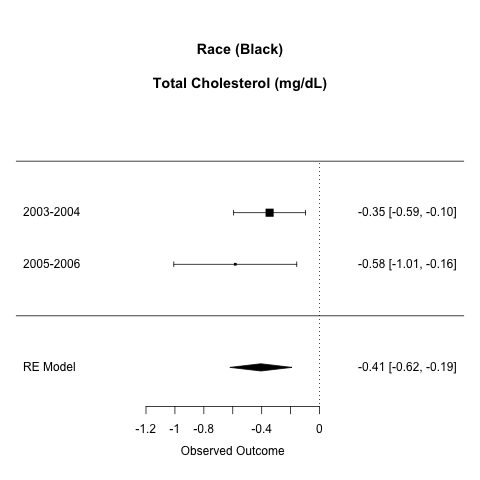 Race (Black)
Total Cholesterol (mg/dL)
2003-2004 -0.35 [-0.59, -0.10]
2005-2006 -0.58 [-1.01, -0.16]
RE Model -0.41 [-0.62, -0.19]
-1.2 -1 -0.8 -0.4 0
Observed Outcome